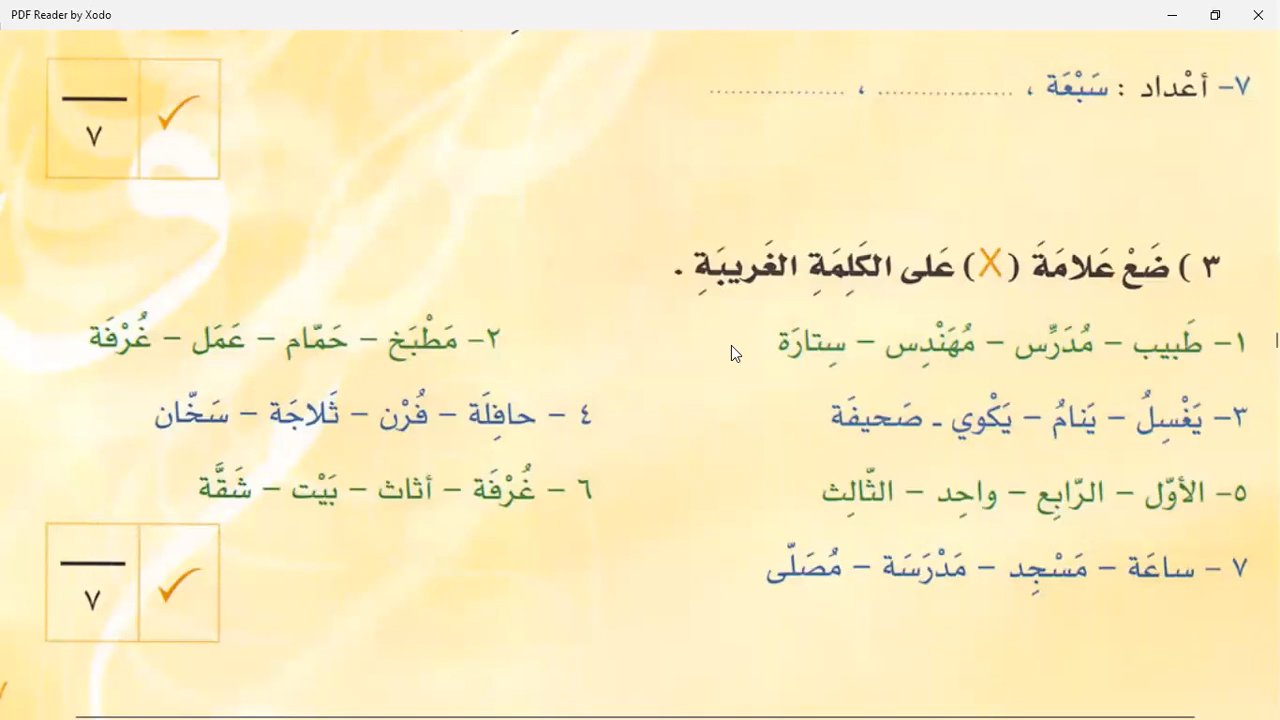 PDF Reader by Xodo
٧- أعْداد : سَبْعَة ، .................. ، ..................
٧
٣ ) ضَعْ عَلامَةَ (X) عَلى الكَلِمَةِ الغَريبَةِ .
١- طَبيب – مُدَرِّس – مُهَنْدِس – سِتارَة
٢- مَطْبَخ – حَمّام – عَمَل – غُرْفَة
٣- يَغْسِلُ – يَنامُ – يَكْوي - صَحيفَة
٤ – حافِلَة – فُرْن – ثَلاجَة – سَخّان
٥- الأوّل – الرّابِع – واحِد – الثّالِث
٦ – غُرْفَة – أثاث – بَيْت – شَقَّة
٧ – ساعَة – مَسْجِد – مَدْرَسَة – مُصَلّى
٧